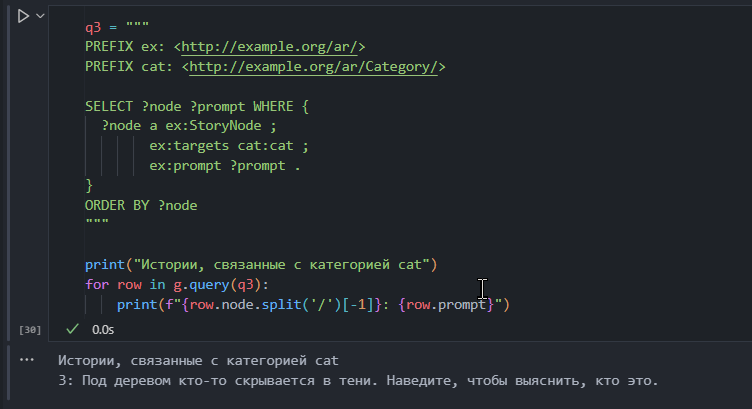 q3 = """
PREFIX ex: <http://example.org/ar/>
PREFIX cat: <http://example.org/ar/Category/>
SELECT ?node ?prompt WHERE {
?node a ex:StoryNode ;
ex:targets cat:cat ;
ex:prompt ?prompt .
}
ORDER BY ?node
"""
print("Истории, связанные с категорией cat")
for row in g.query(q3):
print(f"{row.node.split('/')[-1]}: {row.prompt}")
[30] 0.0s
Истории, связанные с категорией cat
3: Под деревом кто-то скрывается в тени. Наведите, чтобы выяснить, кто это.